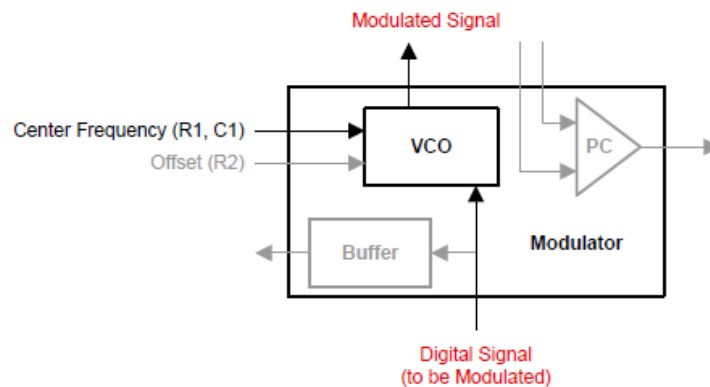 Modulated Signal
Center Frequency (R1, C1)
Offset (R2)
VCO
PC
Buffer
Modulator
Digital Signal
(to be Modulated)